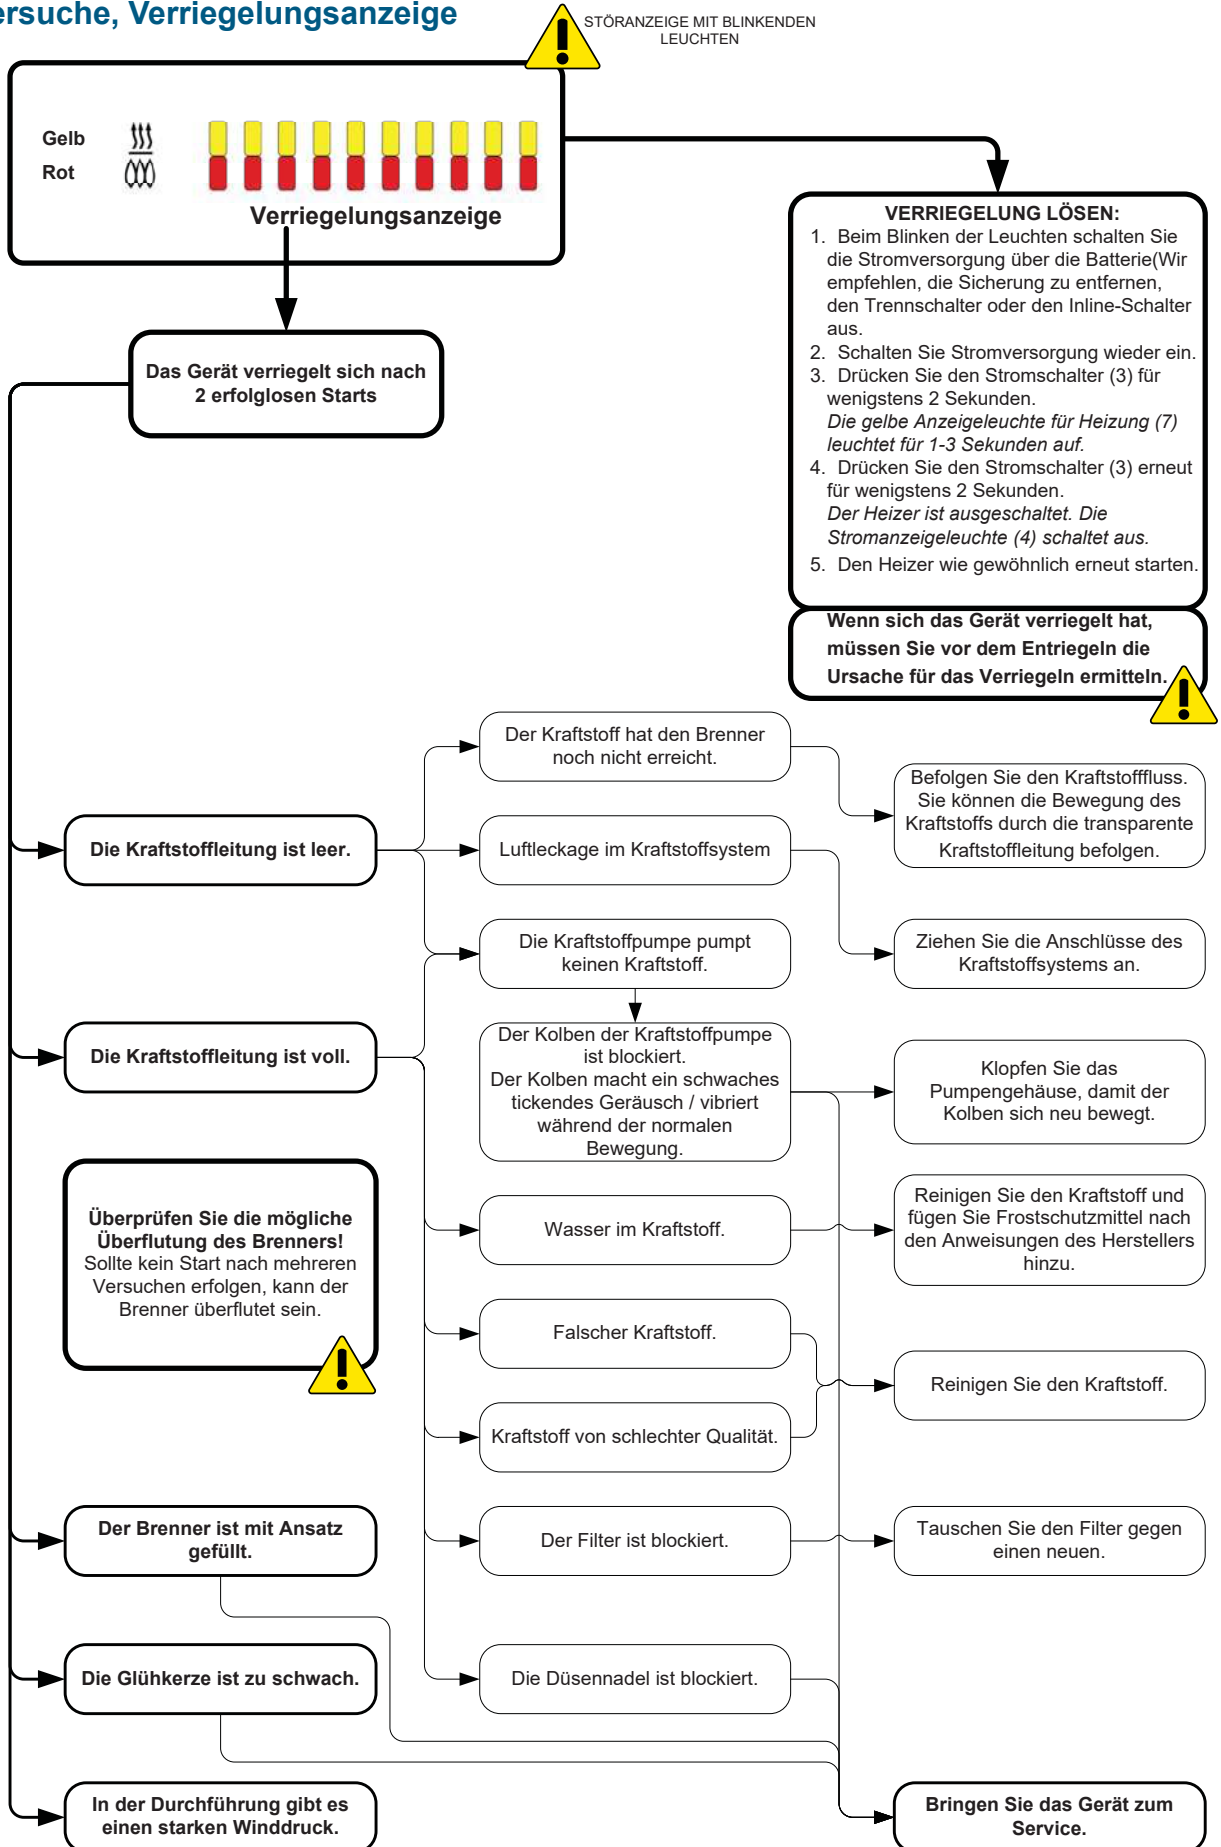 ersuche, Verriegelungsanzeige
STÖRANZEIGE MIT BLINKENDEN
LEUCHTEN
Gelb
Rot
Verriegelungsanzeige
VERRIEGELUNG LÖSEN:
1. Beim Blinken der Leuchten schalten Sie
die Stromversorgung über die Batterie(Wir
empfehlen, die Sicherung zu entfernen,
den Trennschalter oder den Inline-Schalter
aus.
2. Schalten Sie Stromversorgung wieder ein.
3. Drücken Sie den Stromschalter (3) für
wenigstens 2 Sekunden.
Die gelbe Anzeigeleuchte für Heizung (7)
leuchtet für 1-3 Sekunden auf.
4. Drücken Sie den Stromschalter (3) erneut
für wenigstens 2 Sekunden.
Der Heizer ist ausgeschaltet. Die
Stromanzeigeleuchte (4) schaltet aus.
5. Den Heizer wie gewöhnlich erneut starten.
Wenn sich das Gerät verriegelt hat,
müssen Sie vor dem Entriegeln die
Ursache für das Verriegeln ermitteln.
Das Gerät verriegelt sich nach
2 erfolglosen Starts
Die Kraftstoffleitung ist leer.
Der Kraftstoff hat den Brenner
noch nicht erreicht.
Befolgen Sie den Kraftstofffluss.
Sie können die Bewegung des
Kraftstoffs durch die transparente
Kraftstoffleitung befolgen.
Luftleckage im Kraftstoffsystem
Ziehen Sie die Anschlüsse des
Kraftstoffsystems an.
Die Kraftstoffpumpe pumpt
keinen Kraftstoff.
Die Kraftstoffleitung ist voll.
Der Kolben der Kraftstoffpumpe
ist blockiert.
Der Kolben macht ein schwaches
tickendes Geräusch / vibriert
während der normalen
Bewegung.
Klopfen Sie das
Pumpengehäuse, damit der
Kolben sich neu bewegt.
Überprüfen Sie die mögliche
Überflutung des Brenners!
Sollte kein Start nach mehreren
Versuchen erfolgen, kann der
Brenner überflutet sein.
Wasser im Kraftstoff.
Reinigen Sie den Kraftstoff und
fügen Sie Frostschutzmittel nach
den Anweisungen des Herstellers
hinzu.
Falscher Kraftstoff.
Kraftstoff von schlechter Qualität.
Reinigen Sie den Kraftstoff.
Der Brenner ist mit Ansatz
gefüllt.
Der Filter ist blockiert.
Tauschen Sie den Filter gegen
einen neuen.
Die Glühkerze ist zu schwach.
Die Düsennadel ist blockiert.
In der Durchführung gibt es
einen starken Winddruck.
Bringen Sie das Gerät zum
Service.